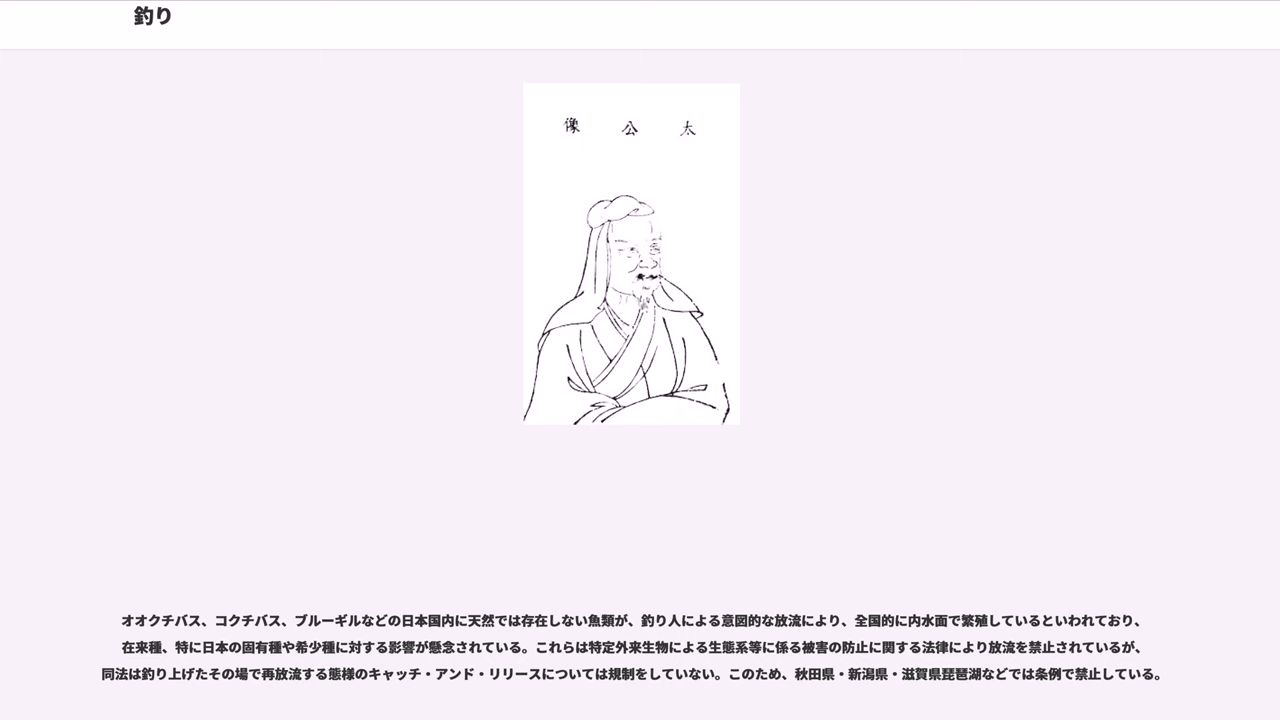 釣り
太公像
オオクチバス、コクチバス、ブルーギルなどの日本国内に天然では存在しない魚類が、釣り人による意図的な放流により、全国的に内水面で繁殖しているといわれており、
在来種、特に日本の固有種や希少種に対する影響が懸念されている。これらは特定外来生物による生態系等に係る被害の防止に関する法律により放流を禁止されているが、
同法は釣り上げたその場で再放流する態様のキャッチ・アンド・リリースについては規制をしていない。このため、秋田県・新潟県・滋賀県琵琶湖などでは条例で禁止している。